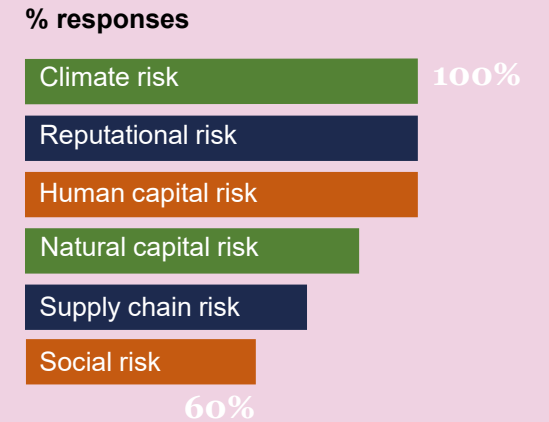 % responses
Climate risk
100%
Reputational risk
Human capital risk
Natural capital risk
Supply chain risk
Social risk
60%